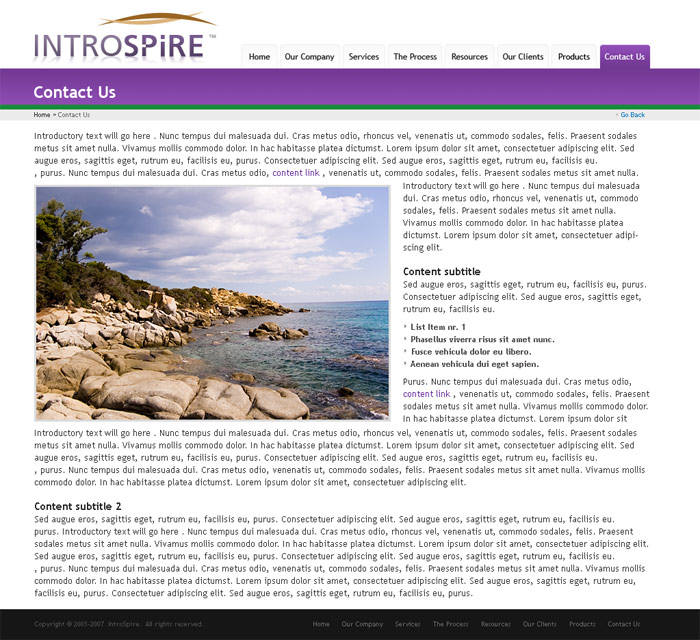 INTROSPiRE™
Home Our Company Services The Process Resources Our Clients Products Contact Us
Contact Us
Home » Contact Us
Go Back
Introductory text will go here . Nunc tempus dui malesuada dui. Cras metus odio, rhoncus vel, venenatis ut, commodo sodales, felis. Praesent sodales
metus sit amet nulla. Vivamus mollis commodo dolor. In hac habitasse platea dictumst. Lorem ipsum dolor sit amet, consectetuer adipiscing elit. Sed
augue eros, sagittis eget, rutrum eu, facilisis eu, purus. Consectetuer adipiscing elit. Sed augue eros, sagittis eget, rutrum eu, facilisis eu.
, purus. Nunc tempus dui malesuada dui. Cras metus odio, content link , venenatis ut, commodo sodales, felis. Praesent sodales metus sit amet nulla.
Introductory text will go here . Nunc tempus dui malesuada
dui. Cras metus odio, rhoncus vel, venenatis ut, commodo
sodales, felis. Praesent sodales metus sit amet nulla.
Vivamus mollis commodo dolor. In hac habitasse platea
dictumst. Lorem ipsum dolor sit amet, consectetuer adipi-
scing elit.
Content subtitle
Sed augue eros, sagittis eget, rutrum eu, facilisis eu, purus.
Consectetuer adipiscing elit. Sed augue eros, sagittis eget,
rutrum eu, facilisis eu.
List Item nr. 1
Phasellus viverra risus sit amet nunc.
Fusce vehicula dolor eu libero.
Aenean vehicula dui eget sapien.
Purus. Nunc tempus dui malesuada dui. Cras metus odio,
content link , venenatis ut, commodo sodales, felis. Praesent
sodales metus sit amet nulla. Vivamus mollis commodo dolor.
In hac habitasse platea dictumst. Lorem ipsum dolor sit
Introductory text will go here . Nunc tempus dui malesuada dui. Cras metus odio, rhoncus vel, venenatis ut, commodo sodales, felis. Praesent sodales
metus sit amet nulla. Vivamus mollis commodo dolor. In hac habitasse platea dictumst. Lorem ipsum dolor sit amet, consectetuer adipiscing elit. Sed
augue eros, sagittis eget, rutrum eu, facilisis eu, purus. Consectetuer adipiscing elit. Sed augue eros, sagittis eget, rutrum eu, facilisis eu.
, purus. Nunc tempus dui malesuada dui. Cras metus odio, venenatis ut, commodo sodales, felis. Praesent sodales metus sit amet nulla. Vivamus mollis
commodo dolor. In hac habitasse platea dictumst. Lorem ipsum dolor sit amet, consectetuer adipiscing elit.
Content subtitle 2
Sed augue eros, sagittis eget, rutrum eu, facilisis eu, purus. Consectetuer adipiscing elit. Sed augue eros, sagittis eget, rutrum eu, facilisis eu.
purus. Introductory text will go here . Nunc tempus dui malesuada dui. Cras metus odio, rhoncus vel, venenatis ut, commodo sodales, felis. Praesent
sodales metus sit amet nulla. Vivamus mollis commodo dolor. In hac habitasse platea dictumst. Lorem ipsum dolor sit amet, consectetuer adipiscing elit.
Sed augue eros, sagittis eget, rutrum eu, facilisis eu, purus. Consectetuer adipiscing elit. Sed augue eros, sagittis eget, rutrum eu, facilisis eu.
, purus. Nunc tempus dui malesuada dui. Cras metus odio, venenatis ut, commodo sodales, felis. Praesent sodales metus sit amet nulla. Vivamus mollis
commodo dolor. In hac habitasse platea dictumst. Lorem ipsum dolor sit amet, consectetuer adipiscing elit. Sed augue eros, sagittis eget, rutrum eu,
facilisis eu, purus. Consectetuer adipiscing elit. Sed augue eros, sagittis eget, rutrum eu, facilisis eu, purus.
Copyright © 2005-2007. IntroSpire. All rights reserved.
Home Our Company Services The Process Resources Our Clients Products Contact Us